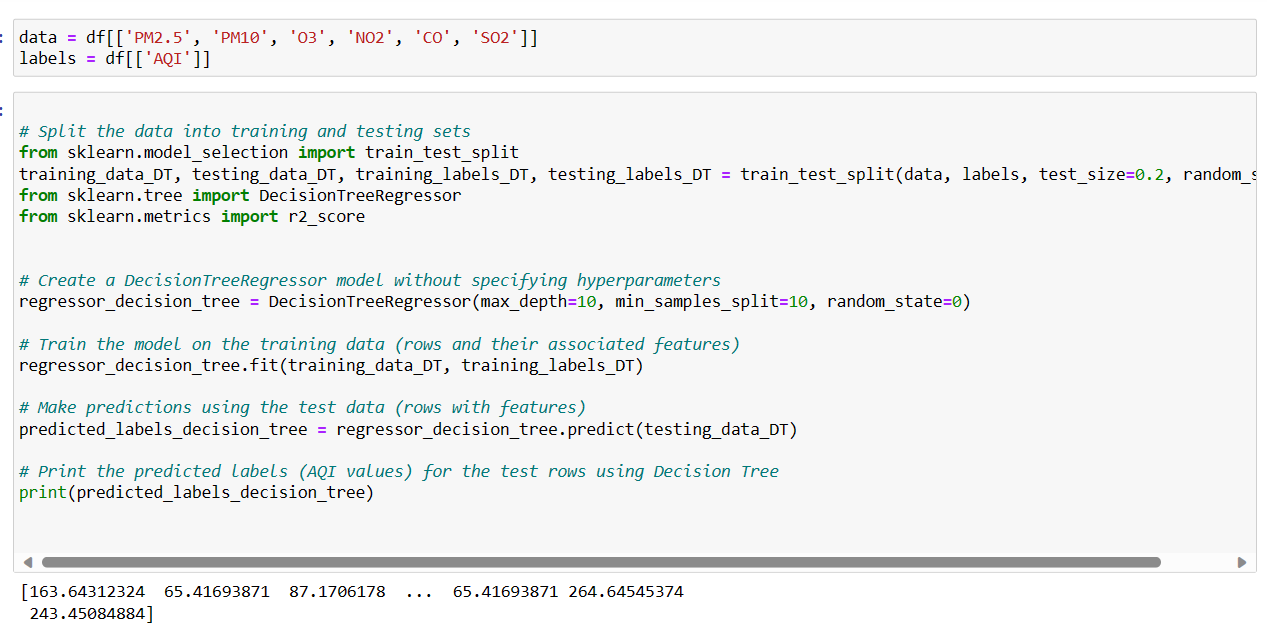 data = df[['PM2.5', 'PM10', 'O3', 'NO2', 'CO', 'SO2']]
labels = df[['AQI']]
# Split the data into training and testing sets
from sklearn.model_selection import train_test_split
training_data_DT, testing_data_DT, training_labels_DT, testing_labels_DT = train_test_split(data, labels, test_size=0.2, random_s
from sklearn.tree import DecisionTreeRegressor
from sklearn.metrics import r2_score
# Create a DecisionTreeRegressor model without specifying hyperparameters
regressor_decision_tree = DecisionTreeRegressor(max_depth=10, min_samples_split=10, random_state=0)
# Train the model on the training data (rows and their associated features)
regressor_decision_tree.fit(training_data_DT, training_labels_DT)
# Make predictions using the test data (rows with features)
predicted_labels_decision_tree = regressor_decision_tree.predict(testing_data_DT)
# Print the predicted labels (AQI values) for the test rows using Decision Tree
print(predicted_labels_decision_tree)
[163.64312324  65.41693871  87.1706178  ...  65.41693871 264.64545374
 243.45084884]